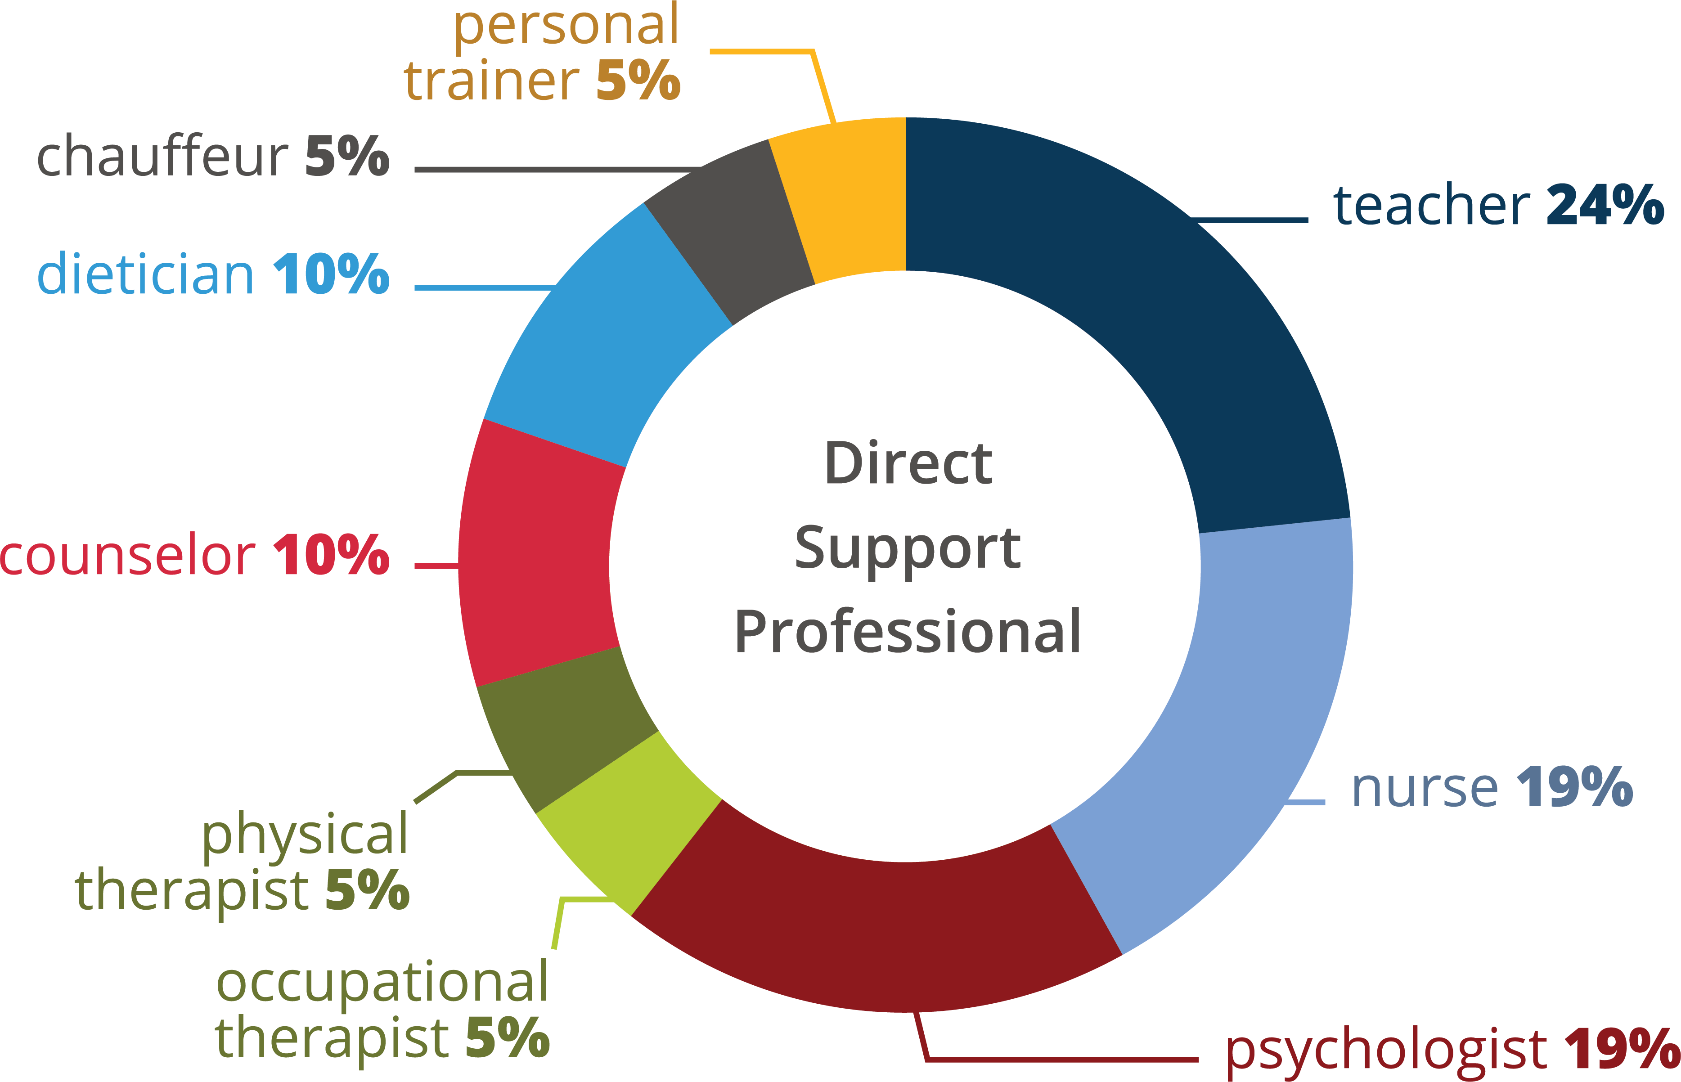 personal
trainer 5%
chauffeur 5%
teacher 24%
dietician 10%
Direct
Support
Professional
counselor 10%
nurse 19%
physical
therapist 5%
occupational
therapist 5%
psychologist 19%